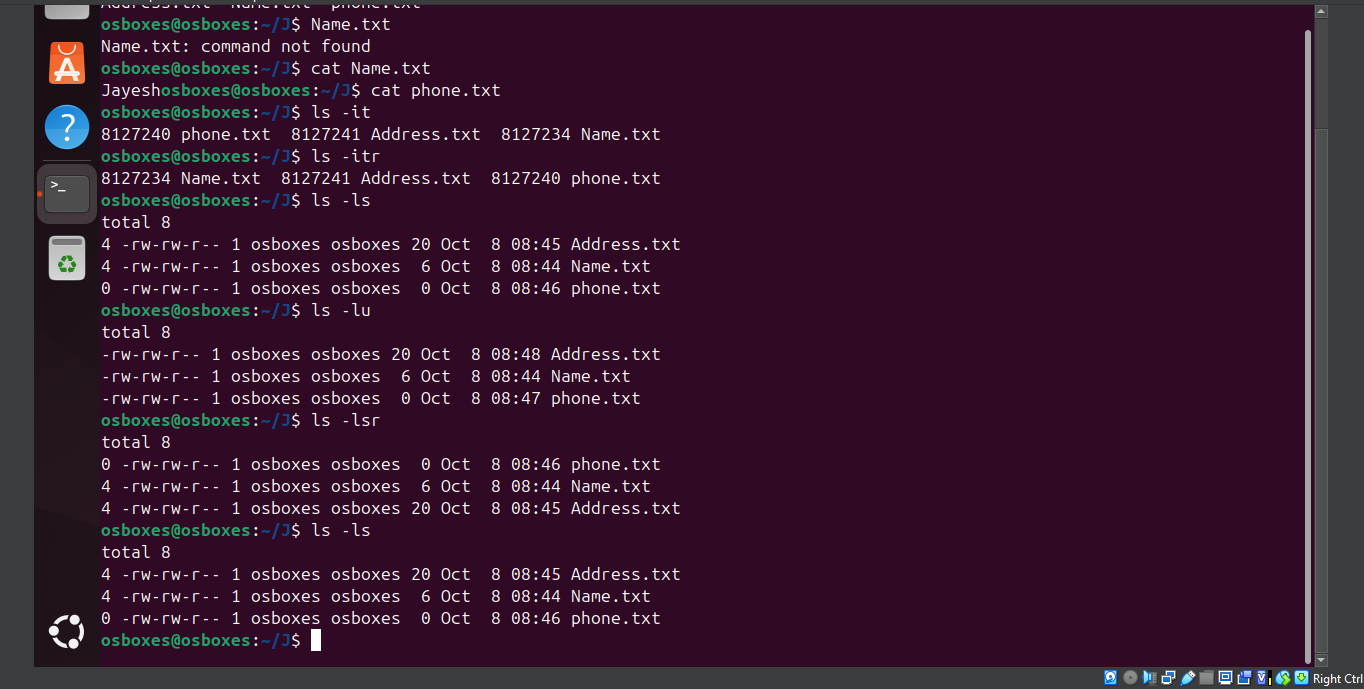 Address.txt  Name.txt  phone.txt
osboxes@osboxes:~/J$ Name.txt
Name.txt: command not found
osboxes@osboxes:~/J$ cat Name.txt
Jayeshosboxes@osboxes:~/J$ cat phone.txt
osboxes@osboxes:~/J$ ls -it
8127240 phone.txt  8127241 Address.txt  8127234 Name.txt
osboxes@osboxes:~/J$ ls -itr
8127234 Name.txt  8127241 Address.txt  8127240 phone.txt
osboxes@osboxes:~/J$ ls -ls
total 8
4 -rw-rw-r-- 1 osboxes osboxes 20 Oct  8 08:45 Address.txt
4 -rw-rw-r-- 1 osboxes osboxes  6 Oct  8 08:44 Name.txt
0 -rw-rw-r-- 1 osboxes osboxes  0 Oct  8 08:46 phone.txt
osboxes@osboxes:~/J$ ls -lu
total 8
-rw-rw-r-- 1 osboxes osboxes 20 Oct  8 08:48 Address.txt
-rw-rw-r-- 1 osboxes osboxes  6 Oct  8 08:44 Name.txt
-rw-rw-r-- 1 osboxes osboxes  0 Oct  8 08:47 phone.txt
osboxes@osboxes:~/J$ ls -lsr
total 8
0 -rw-rw-r-- 1 osboxes osboxes  0 Oct  8 08:46 phone.txt
4 -rw-rw-r-- 1 osboxes osboxes  6 Oct  8 08:44 Name.txt
4 -rw-rw-r-- 1 osboxes osboxes 20 Oct  8 08:45 Address.txt
osboxes@osboxes:~/J$ ls -ls
total 8
4 -rw-rw-r-- 1 osboxes osboxes 20 Oct  8 08:45 Address.txt
4 -rw-rw-r-- 1 osboxes osboxes  6 Oct  8 08:44 Name.txt
0 -rw-rw-r-- 1 osboxes osboxes  0 Oct  8 08:46 phone.txt
osboxes@osboxes:~/J$
Right Ctrl